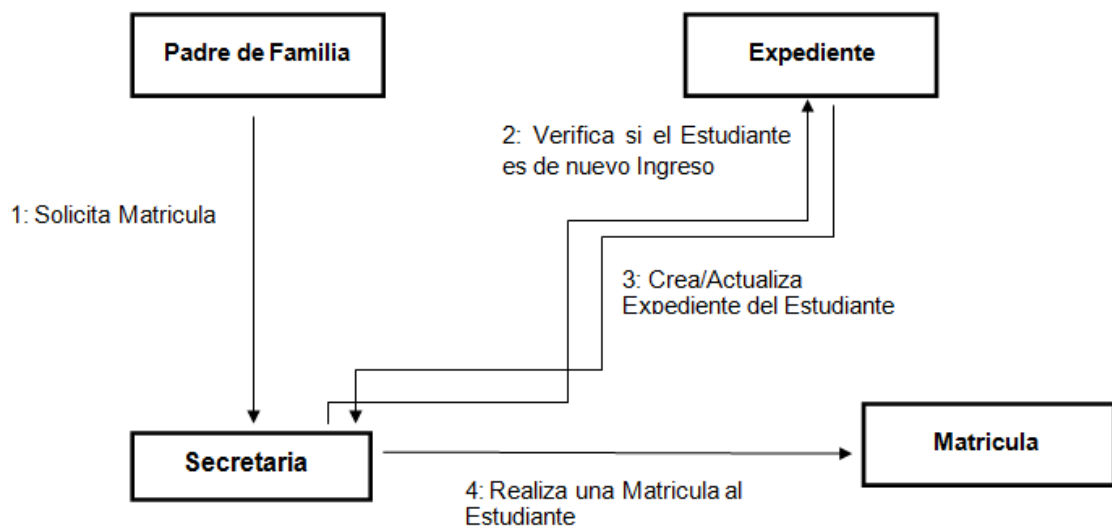 Padre de Familia
Expediente
2: Verifica si el Estudiante
es de nuevo Ingreso
1: Solicita Matricula
3: Crea/Actualiza
Expediente del Estudiante
Secretaria
Matricula
4: Realiza una Matricula al
Estudiante